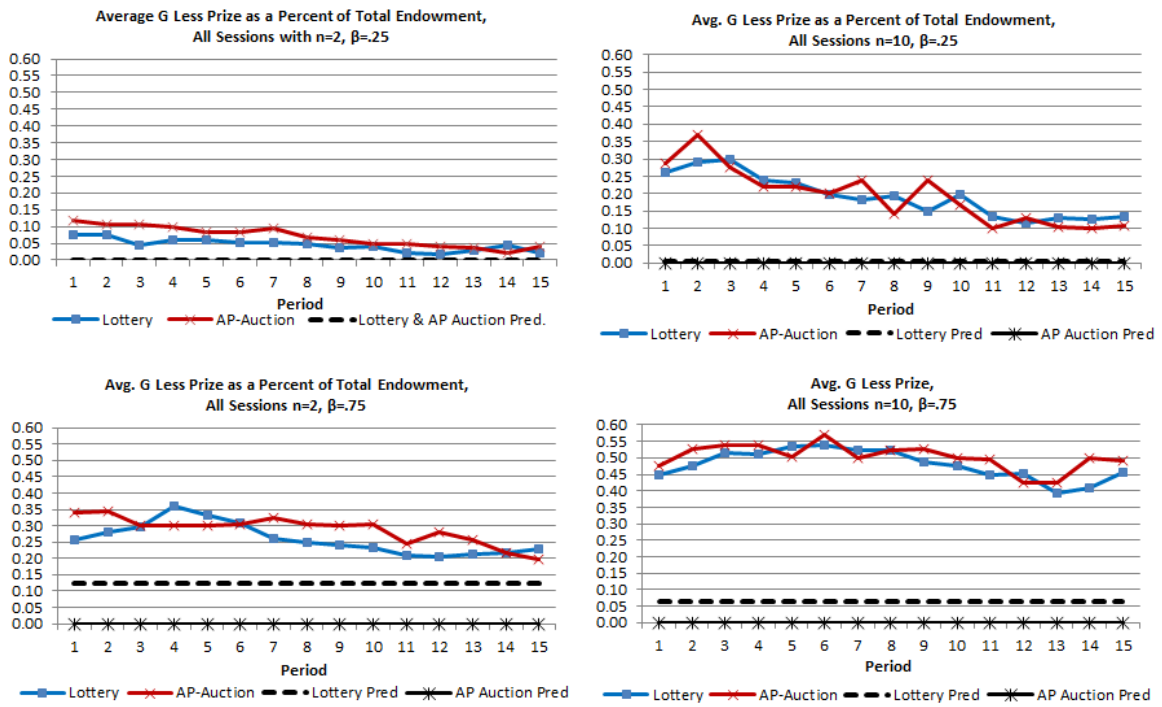 Average G Less Prize as a Percent of Total Endowment,
All Sessions with n=2, β=.25
0.60
0.55
0.50
0.45
0.40
0.35
0.30
0.25
0.20
0.15
0.10
0.05
0.00
1 2 3 4 5 6 7 8 9 10 11 12 13 14 15
Period
Lottery AP-Auction Lottery & AP Auction Pred.
Avg. G Less Prize as a Percent of Total Endowment,
All Sessions n=10, β=.25
0.60
0.55
0.50
0.45
0.40
0.35
0.30
0.25
0.20
0.15
0.10
0.05
0.00
1 2 3 4 5 6 7 8 9 10 11 12 13 14 15
Period
Lottery AP-Auction Lottery Pred AP Auction Pred
Avg. G Less Prize as a Percent of Total Endowment,
All Sessions n=2, β=.75
0.60
0.55
0.50
0.45
0.40
0.35
0.30
0.25
0.20
0.15
0.10
0.05
0.00
1 2 3 4 5 6 7 8 9 10 11 12 13 14 15
Period
Lottery AP-Auction Lottery Pred AP Auction Pred
Avg. G Less Prize,
All Sessions n=10, β=.75
0.60
0.55
0.50
0.45
0.40
0.35
0.30
0.25
0.20
0.15
0.10
0.05
0.00
1 2 3 4 5 6 7 8 9 10 11 12 13 14 15
Period
Lottery AP-Auction Lottery Pred AP Auction Pred